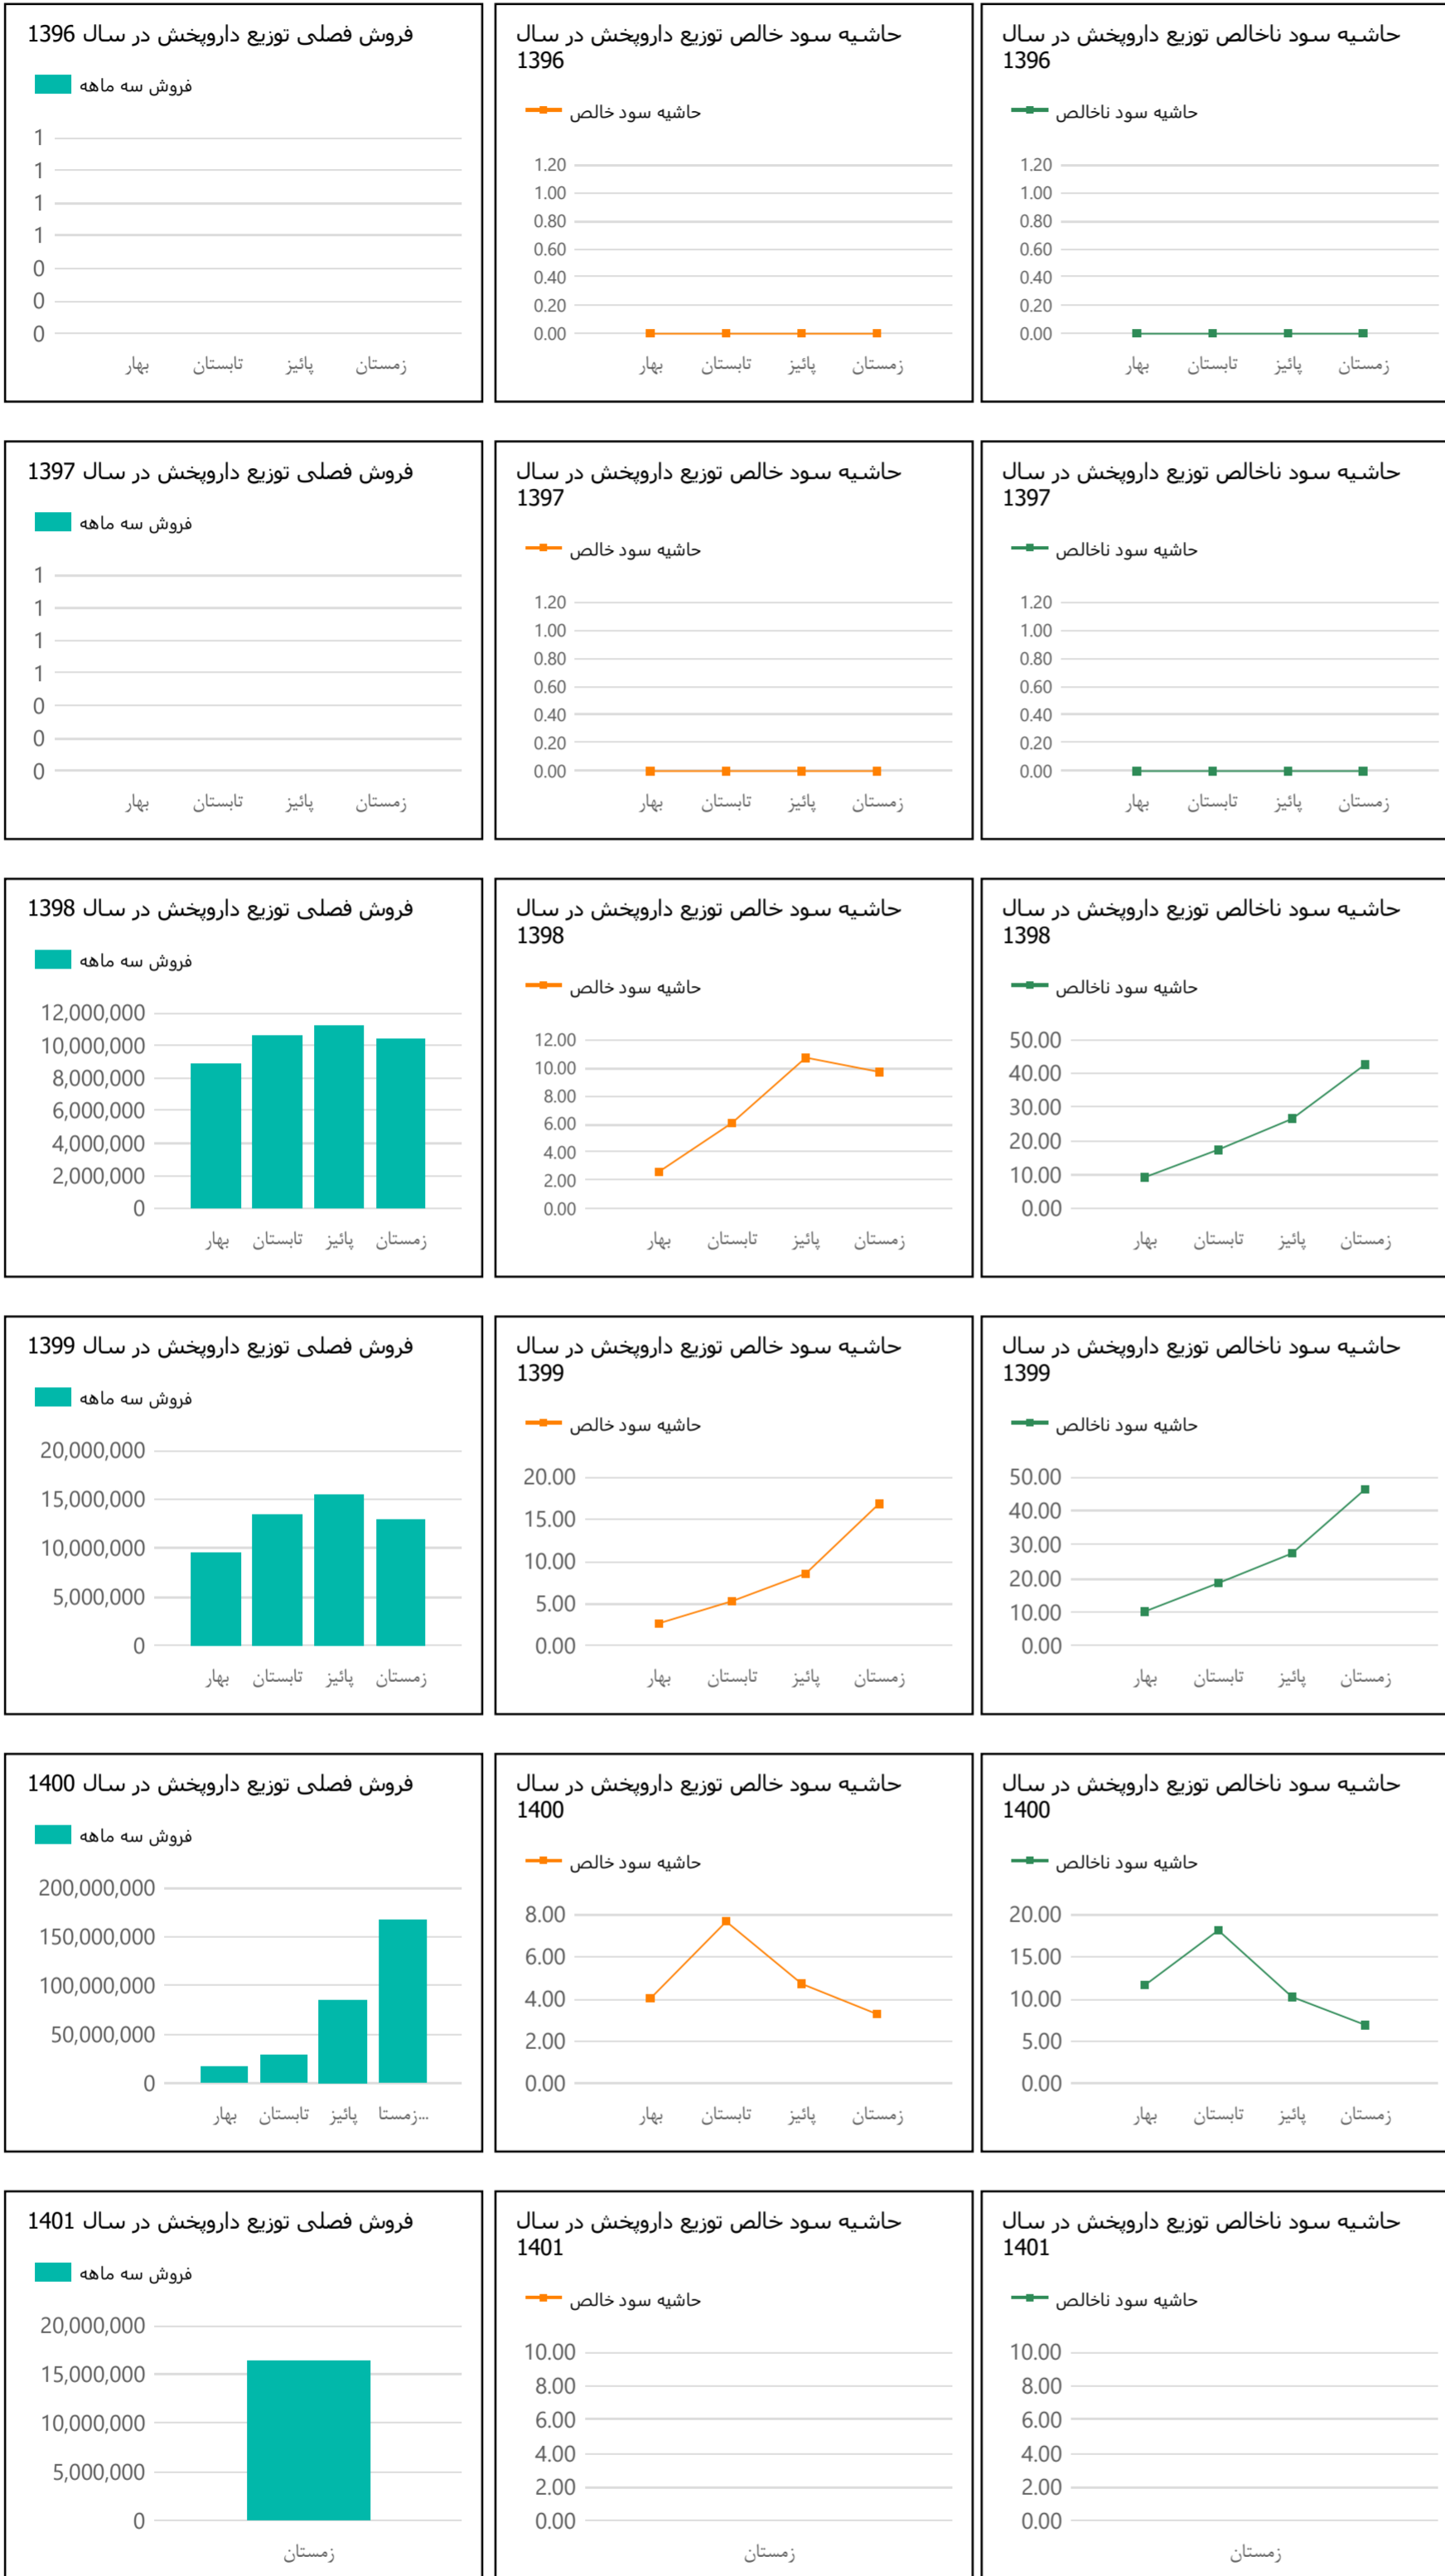 فروش فصلی توزیع داروپخش در سال 1396
فروش سه ماهه
1
1
1
1
0
0
0
بهار تابستان پائیز زمستان
حاشیه سود خالص توزیع داروپخش در سال
1396
حاشیه سود خالص
1.20
1.00
0.80
0.60
0.40
0.20
0.00
بهار تابستان پائیز زمستان
حاشیه سود ناخالص توزیع داروپخش در سال
1396
حاشیه سود ناخالص
1.20
1.00
0.80
0.60
0.40
0.20
0.00
بهار تابستان پائیز زمستان
فروش فصلی توزیع داروپخش در سال 1397
فروش سه ماهه
1
1
1
1
0
0
0
بهار تابستان پائیز زمستان
حاشیه سود خالص توزیع داروپخش در سال
1397
حاشیه سود خالص
1.20
1.00
0.80
0.60
0.40
0.20
0.00
بهار تابستان پائیز زمستان
حاشیه سود ناخالص توزیع داروپخش در سال
1397
حاشیه سود ناخالص
1.20
1.00
0.80
0.60
0.40
0.20
0.00
بهار تابستان پائیز زمستان
فروش فصلی توزیع داروپخش در سال 1398
فروش سه ماهه
12,000,000
10,000,000
8,000,000
6,000,000
4,000,000
2,000,000
0
بهار تابستان پائیز زمستان
حاشیه سود خالص توزیع داروپخش در سال
1398
حاشیه سود خالص
12.00
10.00
8.00
6.00
4.00
2.00
0.00
بهار تابستان پائیز زمستان
حاشیه سود ناخالص توزیع داروپخش در سال
1398
حاشیه سود ناخالص
50.00
40.00
30.00
20.00
10.00
0.00
بهار تابستان پائیز زمستان
فروش فصلی توزیع داروپخش در سال 1399
فروش سه ماهه
20,000,000
15,000,000
10,000,000
5,000,000
0
بهار تابستان پائیز زمستان
حاشیه سود خالص توزیع داروپخش در سال
1399
حاشیه سود خالص
20.00
15.00
10.00
5.00
0.00
بهار تابستان پائیز زمستان
حاشیه سود ناخالص توزیع داروپخش در سال
1399
حاشیه سود ناخالص
50.00
40.00
30.00
20.00
10.00
0.00
بهار تابستان پائیز زمستان
فروش فصلی توزیع داروپخش در سال 1400
فروش سه ماهه
200,000,000
150,000,000
100,000,000
50,000,000
0
بهار تابستان پائیز زمستا...
حاشیه سود خالص توزیع داروپخش در سال
1400
حاشیه سود خالص
8.00
6.00
4.00
2.00
0.00
بهار تابستان پائیز زمستان
حاشیه سود ناخالص توزیع داروپخش در سال
1400
حاشیه سود ناخالص
20.00
15.00
10.00
5.00
0.00
بهار تابستان پائیز زمستان
فروش فصلی توزیع داروپخش در سال 1401
فروش سه ماهه
20,000,000
15,000,000
10,000,000
5,000,000
0
زمستان
حاشیه سود خالص توزیع داروپخش در سال
1401
حاشیه سود خالص
10.00
8.00
6.00
4.00
2.00
0.00
زمستان
حاشیه سود ناخالص توزیع داروپخش در سال
1401
حاشیه سود ناخالص
10.00
8.00
6.00
4.00
2.00
0.00
زمستان